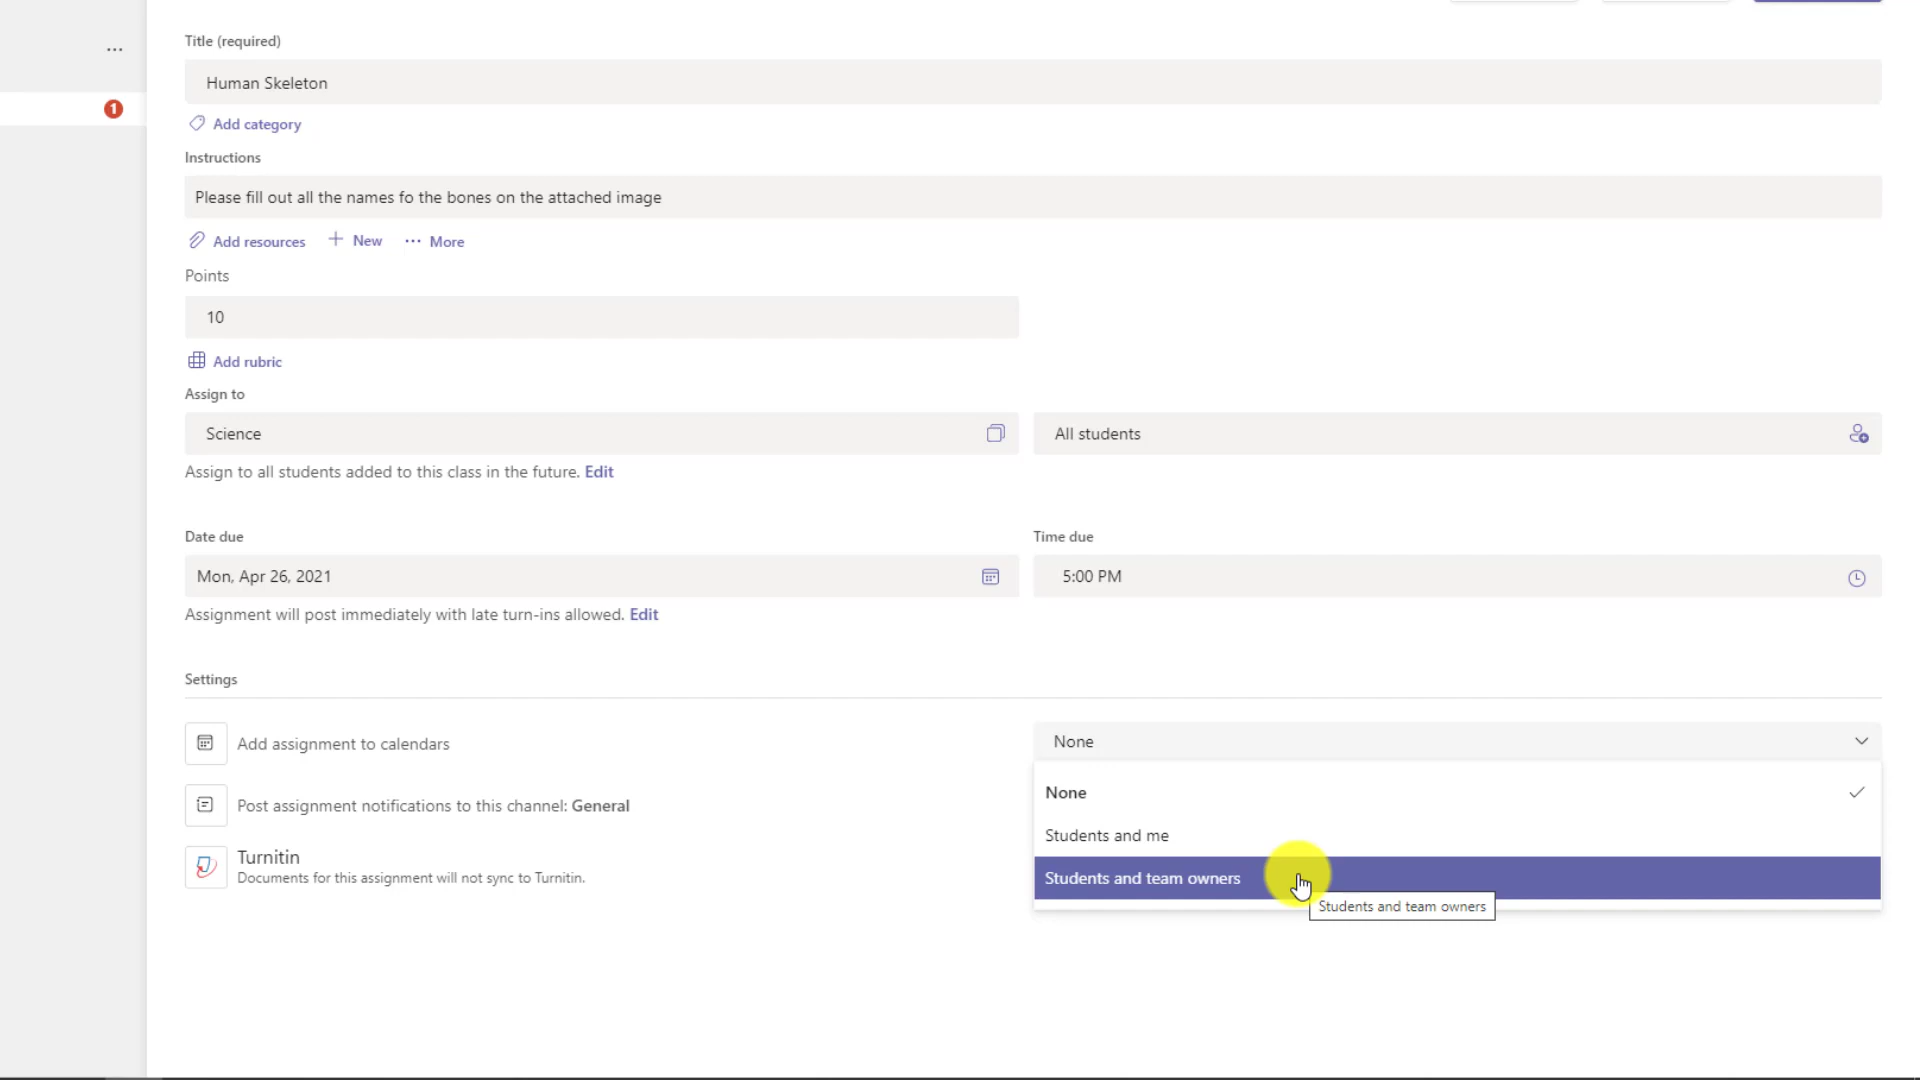 Title (required)
Human Skeleton
Add category
Instructions
Please fill out all the names fo the bones on the attached image
Add resources New More
Points
10
Add rubric
Assign to
Science All students
Assign to all students added to this class in the future. Edit
Date due Time due
Mon, Apr 26, 2021 5:00 PM
Assignment will post immediately with late turn-ins allowed. Edit
Settings
Add assignment to calendars None
None
Post assignment notifications to this channel: General
Students and me
Turnitin
Documents for this assignment will not sync to Turnitin.
Students and team owners
Students and team owners
1